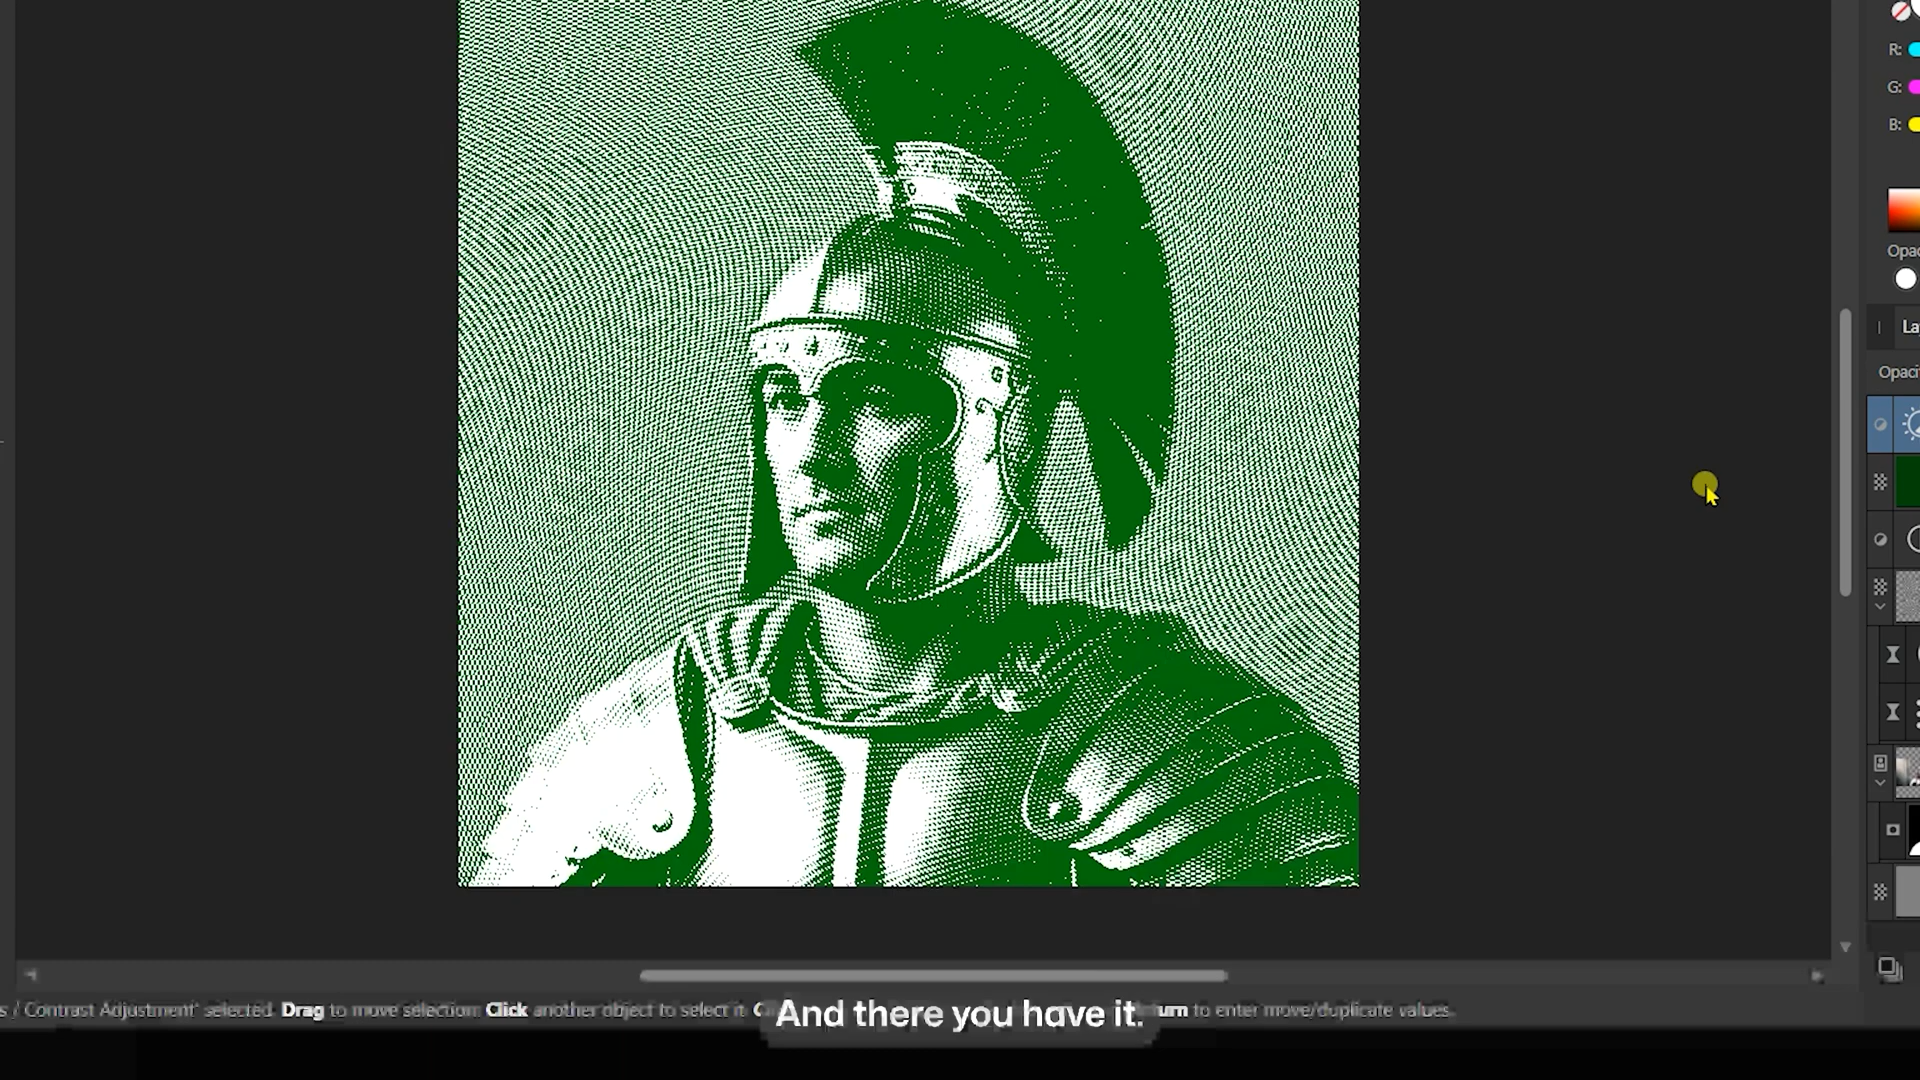 R:
G:
B:
Opac
La
Opaci
s / Contrast Adjustment' selected. Drag to move selection. Click another object to select it.
urn to enter move/duplicate values.
And there you have it.